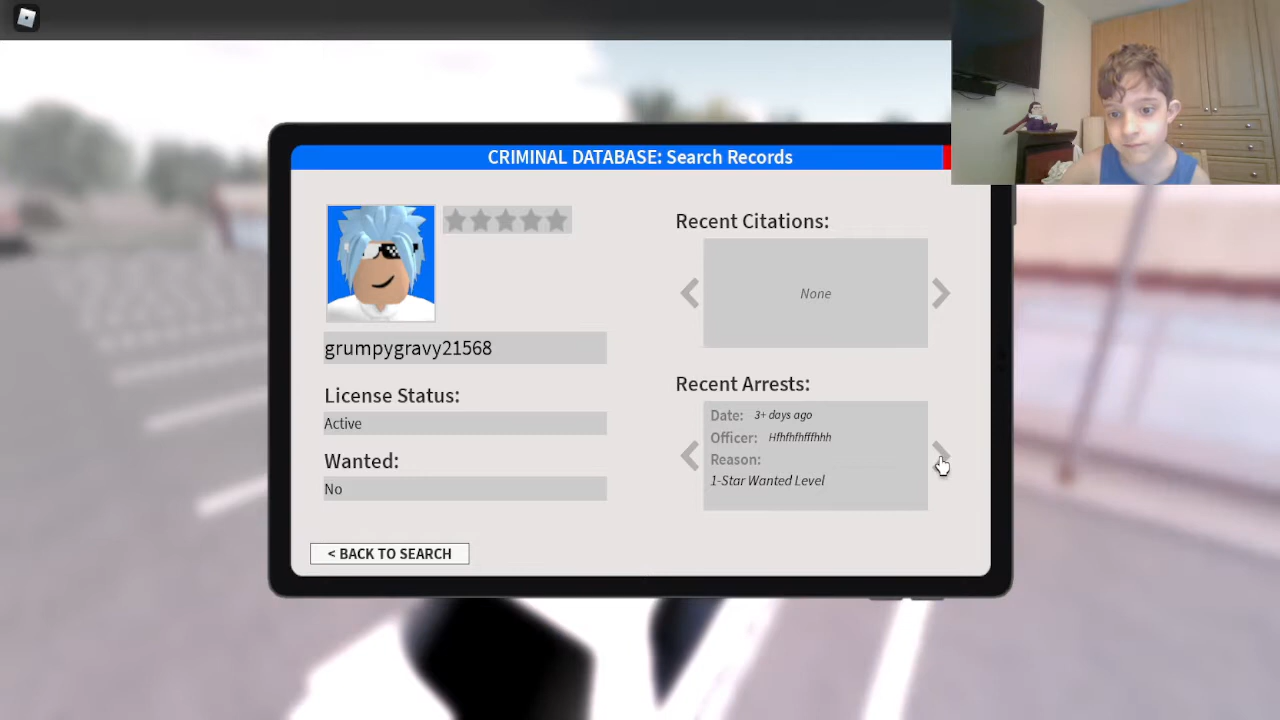 CRIMINAL DATABASE: Search Records
grumpygravy21568
License Status:
Active
Wanted:
No
< BACK TO SEARCH
Recent Citations:
None
Recent Arrests:
Date: 3+ days ago
Officer: Hfhfhfhfffhhh
Reason:
1-Star Wanted Level